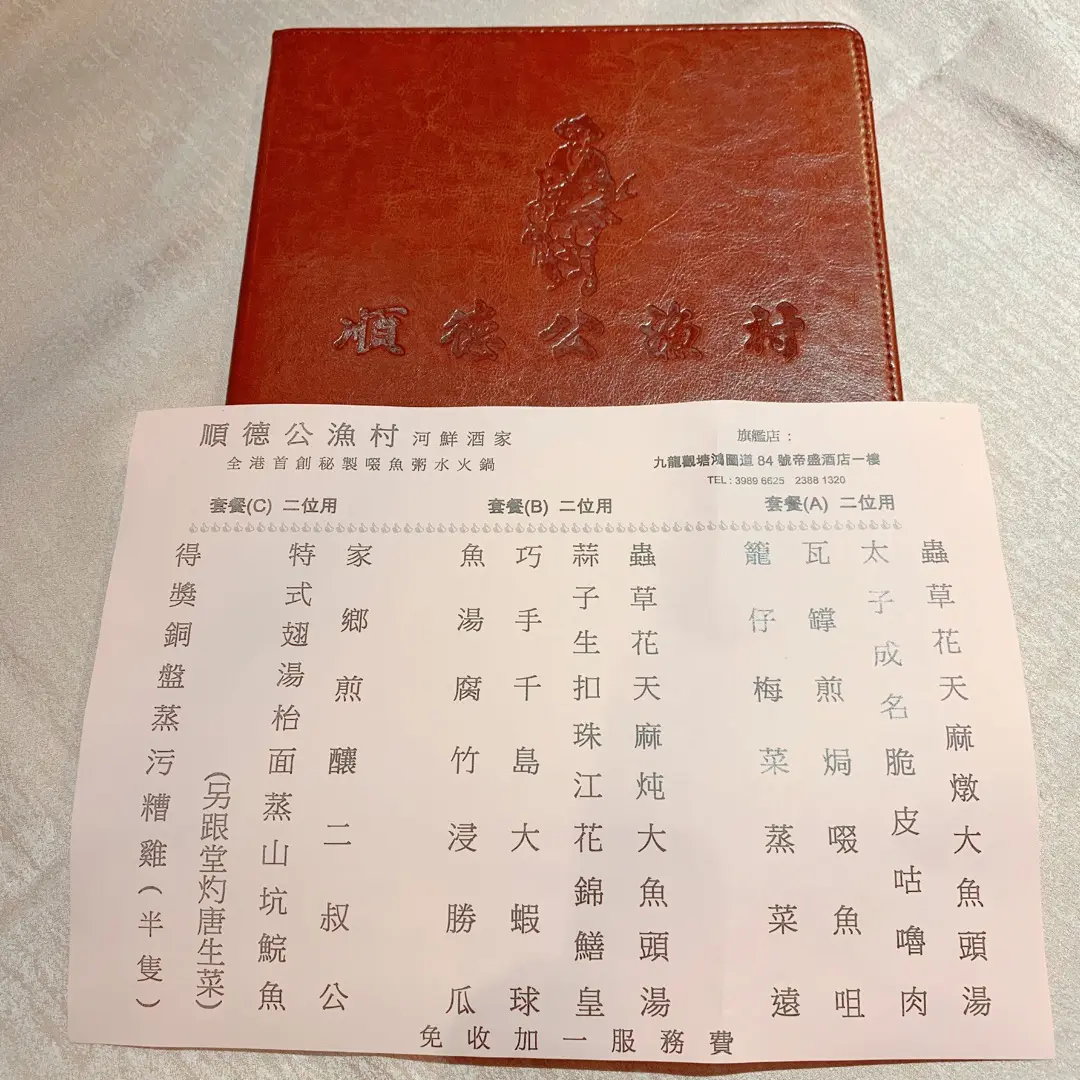 順德公漁村
順德公漁村 河鮮酒家
全港首創秘製啜魚粥水火鍋
旗艦店：
九龍觀塘鴻圖道 84 號帝盛酒店一樓
TEL : 3989 6625 2388 1320
套餐(A) 二位用
蟲草花天麻燉大魚頭湯
太子成名脆皮咕嚕肉
瓦罉煎焗啜魚咀
籠仔梅菜蒸菜遠
套餐(B) 二位用
蟲草花天麻炖大魚頭湯
蒜子生扣珠江花錦鱔皇
巧手千島大蝦球
魚湯腐竹浸勝瓜
套餐(C) 二位用
家鄉煎釀二叔公
特式翅湯枱面蒸山坑鯇魚
(另跟堂灼唐生菜)
得獎銅盤蒸污糟雞(半隻)
免收加一服務費